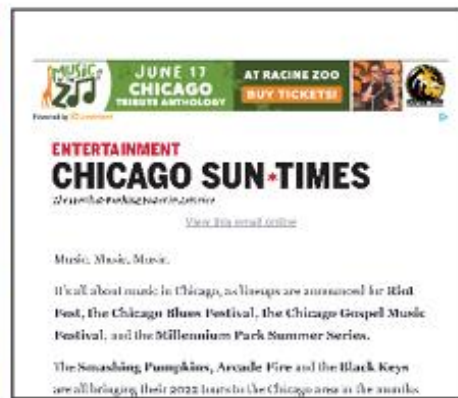 MUSIC
ZOO
JUNE 17
CHICAGO
TRIBUTE ANTHOLOGY
AT RACINE ZOO
BUY TICKETS!
Powered by
ENTERTAINMENT
CHICAGO SUN*TIMES
View this email online
Music. Music. Music.
It's all about music in Chicago, as lineups are announced for Riot
Fest, the Chicago Blues Festival, the Chicago Gospel Music
Festival, and the Millennium Park Summer Series.
The Smashing Pumpkins, Arcade Fire and the Black Keys
are all bringing their 2022 tours to the Chicago area in the months